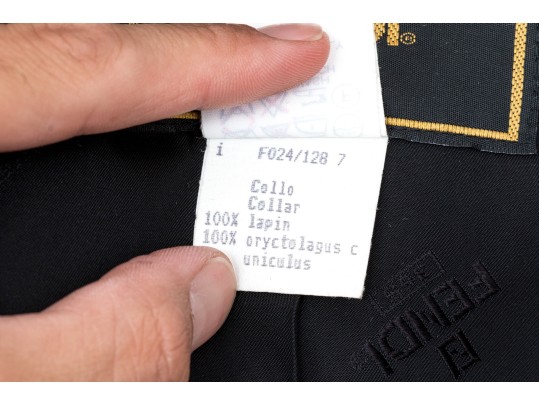 i F024/128 7
Collo
Collar
100% lapin
100% oryctolagus c
uniculus
FENDI